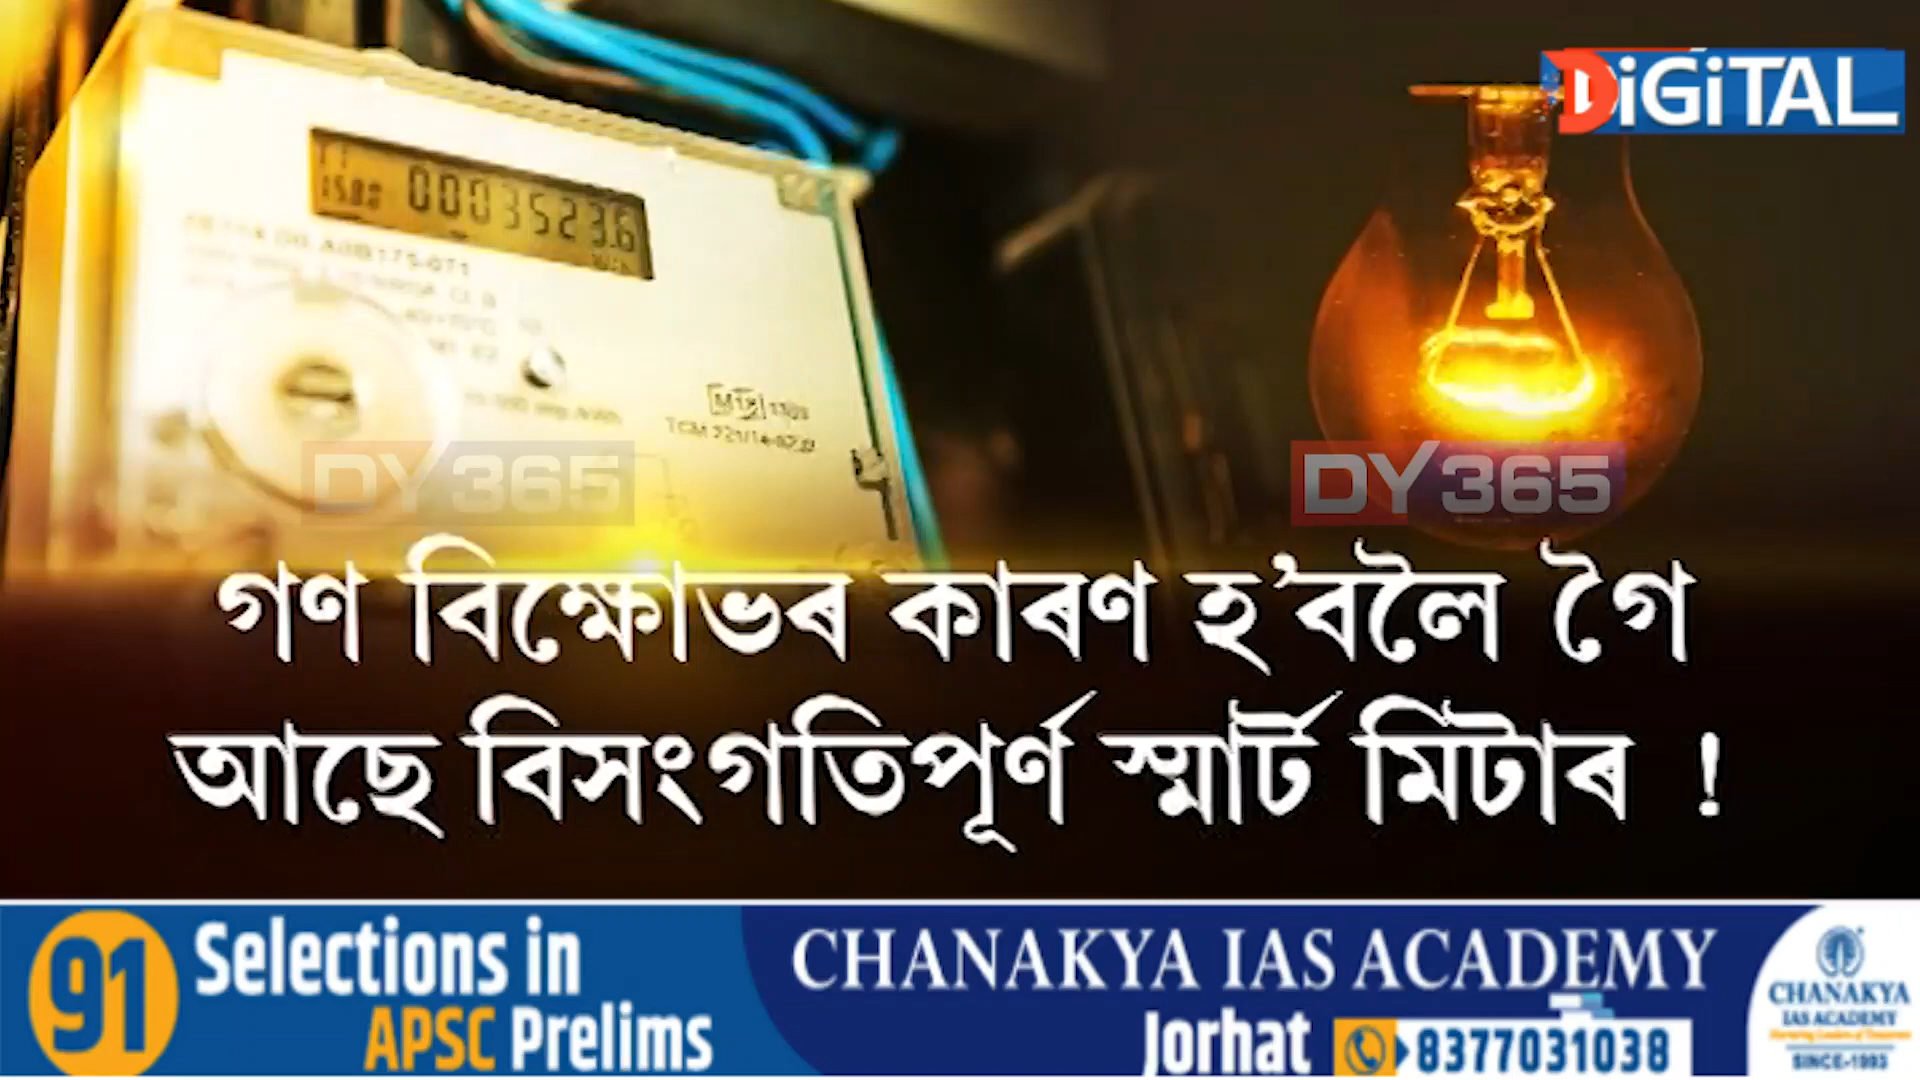 DiGiTAL
00035236
DY365
DY365
গণ বিক্ষোভৰ কাৰণ হ'বলৈ গৈ
আছে বিসংগতিপূৰ্ণ স্মাৰ্ট মিটাৰ !
91 Selections in
APSC Prelims
CHANAKYA IAS ACADEMY
Jorhat 8377031038
CHANAKYA
IAS ACADEMY
SINCE-1993